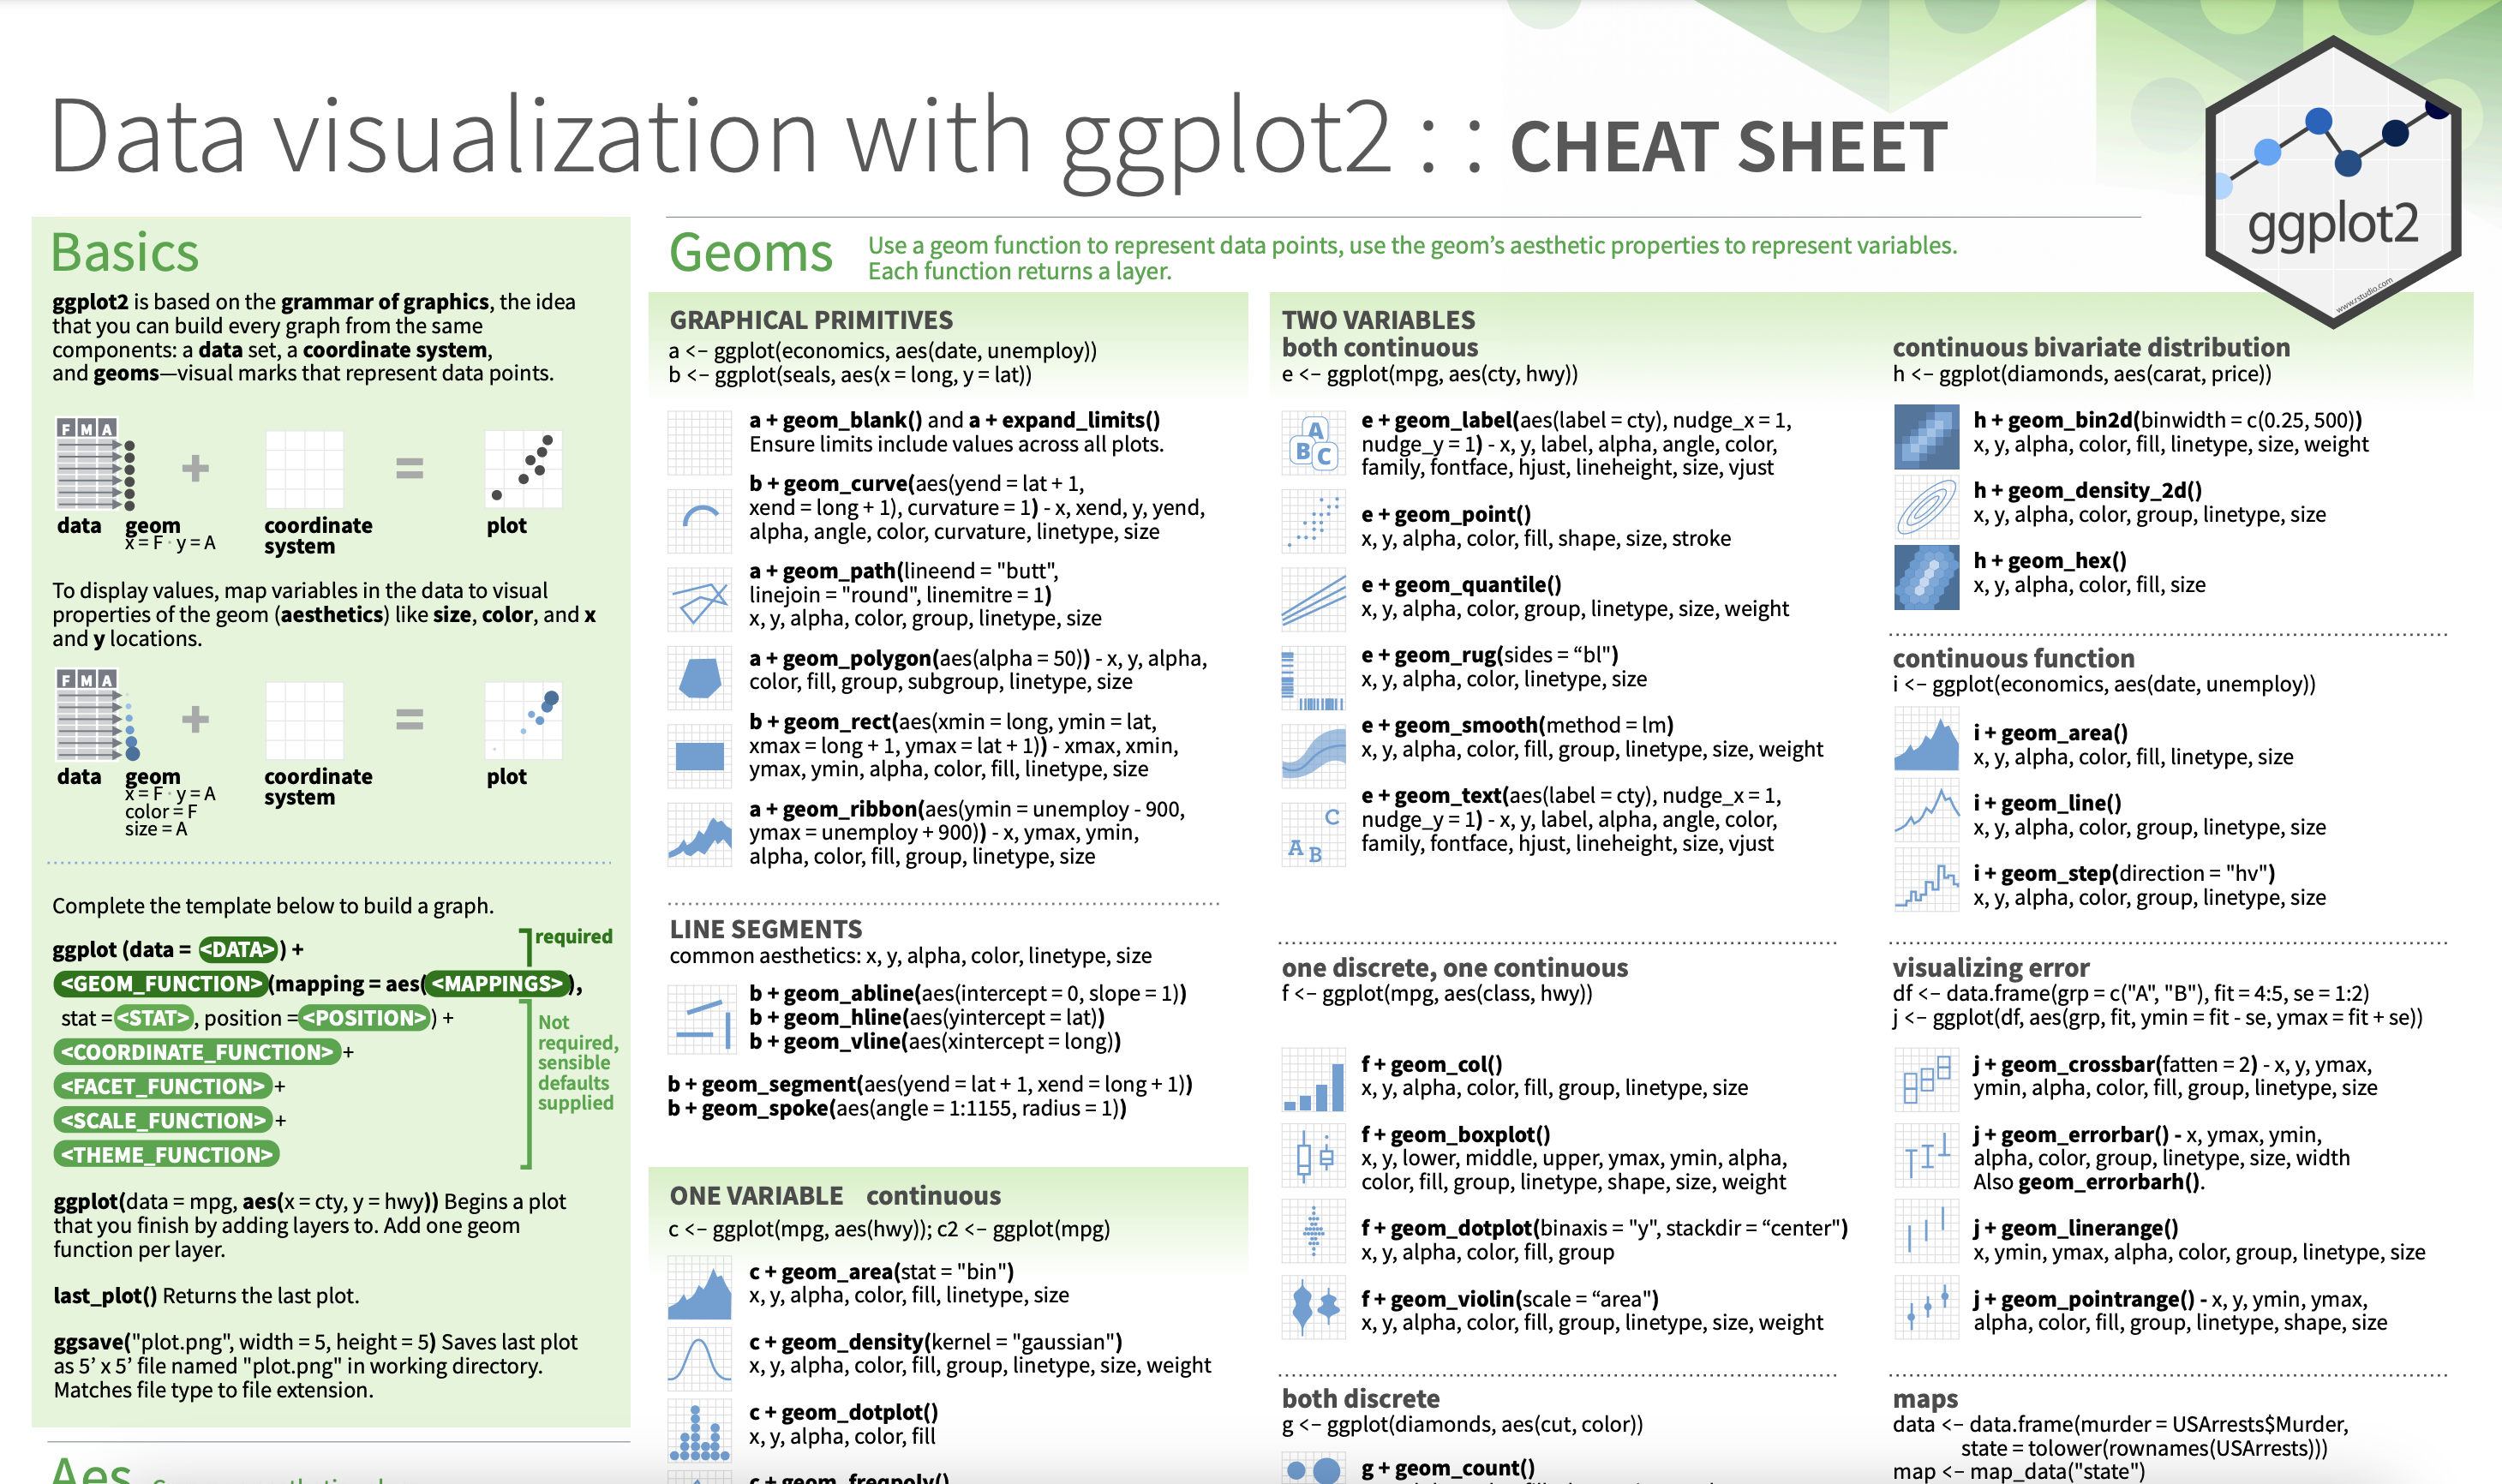 Data visualization with ggplot2 : : CHEAT SHEET
ggplot2
www.rstudio.com
Basics
ggplot2 is based on the grammar of graphics, the idea
that you can build every graph from the same
components: a data set, a coordinate system,
and geoms—visual marks that represent data points.
F M A
+
=
data
geom
x = F · y = A
coordinate
system
plot
To display values, map variables in the data to visual
properties of the geom (aesthetics) like size, color, and x
and y locations.
F M A
+
=
data
geom
x = F · y = A
color = F
size = A
coordinate
system
plot
Complete the template below to build a graph.
required
ggplot (data = <DATA>) +
<GEOM_FUNCTION>(mapping = aes(<MAPPINGS>),
stat = <STAT>, position = <POSITION>) +
<COORDINATE_FUNCTION> +
<FACET_FUNCTION> +
<SCALE_FUNCTION> +
<THEME_FUNCTION>
Not
required,
sensible
defaults
supplied
ggplot(data = mpg, aes(x = cty, y = hwy)) Begins a plot
that you finish by adding layers to. Add one geom
function per layer.
last_plot() Returns the last plot.
ggsave("plot.png", width = 5, height = 5) Saves last plot
as 5’ x 5’ file named "plot.png" in working directory.
Matches file type to file extension.
Aes
Geoms
Use a geom function to represent data points, use the geom’s aesthetic properties to represent variables.
Each function returns a layer.
GRAPHICAL PRIMITIVES
a <- ggplot(economics, aes(date, unemploy))
b <- ggplot(seals, aes(x = long, y = lat))
a + geom_blank() and a + expand_limits()
Ensure limits include values across all plots.
b + geom_curve(aes(yend = lat + 1,
xend = long + 1), curvature = 1) - x, xend, y, yend,
alpha, angle, color, curvature, linetype, size
a + geom_path(lineend = "butt",
linejoin = "round", linemitre = 1)
x, y, alpha, color, group, linetype, size
a + geom_polygon(aes(alpha = 50)) - x, y, alpha,
color, fill, group, subgroup, linetype, size
b + geom_rect(aes(xmin = long, ymin = lat,
xmax = long + 1, ymax = lat + 1)) - xmax, xmin,
ymax, ymin, alpha, color, fill, linetype, size
a + geom_ribbon(aes(ymin = unemploy - 900,
ymax = unemploy + 900)) - x, ymax, ymin,
alpha, color, fill, group, linetype, size
LINE SEGMENTS
common aesthetics: x, y, alpha, color, linetype, size
b + geom_abline(aes(intercept = 0, slope = 1))
b + geom_hline(aes(yintercept = lat))
b + geom_vline(aes(xintercept = long))
b + geom_segment(aes(yend = lat + 1, xend = long + 1))
b + geom_spoke(aes(angle = 1:1155, radius = 1))
ONE VARIABLE continuous
c <- ggplot(mpg, aes(hwy)); c2 <- ggplot(mpg)
c + geom_area(stat = "bin")
x, y, alpha, color, fill, linetype, size
c + geom_density(kernel = "gaussian")
x, y, alpha, color, fill, group, linetype, size, weight
c + geom_dotplot()
x, y, alpha, color, fill
c + geom_freqpoly()
TWO VARIABLES
both continuous
e <- ggplot(mpg, aes(cty, hwy))
A
B C
e + geom_label(aes(label = cty), nudge_x = 1,
nudge_y = 1) - x, y, label, alpha, angle, color,
family, fontface, hjust, lineheight, size, vjust
e + geom_point()
x, y, alpha, color, fill, shape, size, stroke
e + geom_quantile()
x, y, alpha, color, group, linetype, size, weight
e + geom_rug(sides = “bl")
x, y, alpha, color, linetype, size
e + geom_smooth(method = lm)
x, y, alpha, color, fill, group, linetype, size, weight
C
A B
e + geom_text(aes(label = cty), nudge_x = 1,
nudge_y = 1) - x, y, label, alpha, angle, color,
family, fontface, hjust, lineheight, size, vjust
one discrete, one continuous
f <- ggplot(mpg, aes(class, hwy))
f + geom_col()
x, y, alpha, color, fill, group, linetype, size
f + geom_boxplot()
x, y, lower, middle, upper, ymax, ymin, alpha,
color, fill, group, linetype, shape, size, weight
f + geom_dotplot(binaxis = "y", stackdir = “center")
x, y, alpha, color, fill, group
f + geom_violin(scale = “area")
x, y, alpha, color, fill, group, linetype, size, weight
both discrete
g <- ggplot(diamonds, aes(cut, color))
g + geom_count()
continuous bivariate distribution
h <- ggplot(diamonds, aes(carat, price))
h + geom_bin2d(binwidth = c(0.25, 500))
x, y, alpha, color, fill, linetype, size, weight
h + geom_density_2d()
x, y, alpha, color, group, linetype, size
h + geom_hex()
x, y, alpha, color, fill, size
continuous function
i <- ggplot(economics, aes(date, unemploy))
i + geom_area()
x, y, alpha, color, fill, linetype, size
i + geom_line()
x, y, alpha, color, group, linetype, size
i + geom_step(direction = "hv")
x, y, alpha, color, group, linetype, size
visualizing error
df <- data.frame(grp = c("A", "B"), fit = 4:5, se = 1:2)
j <- ggplot(df, aes(grp, fit, ymin = fit - se, ymax = fit + se))
j + geom_crossbar(fatten = 2) - x, y, ymax,
ymin, alpha, color, fill, group, linetype, size
j + geom_errorbar() - x, ymax, ymin,
alpha, color, group, linetype, size, width
Also geom_errorbarh().
j + geom_linerange()
x, ymin, ymax, alpha, color, group, linetype, size
j + geom_pointrange() - x, y, ymin, ymax,
alpha, color, fill, group, linetype, shape, size
maps
data <- data.frame(murder = USArrests$Murder,
state = tolower(rownames(USArrests)))
map <- map_data("state")